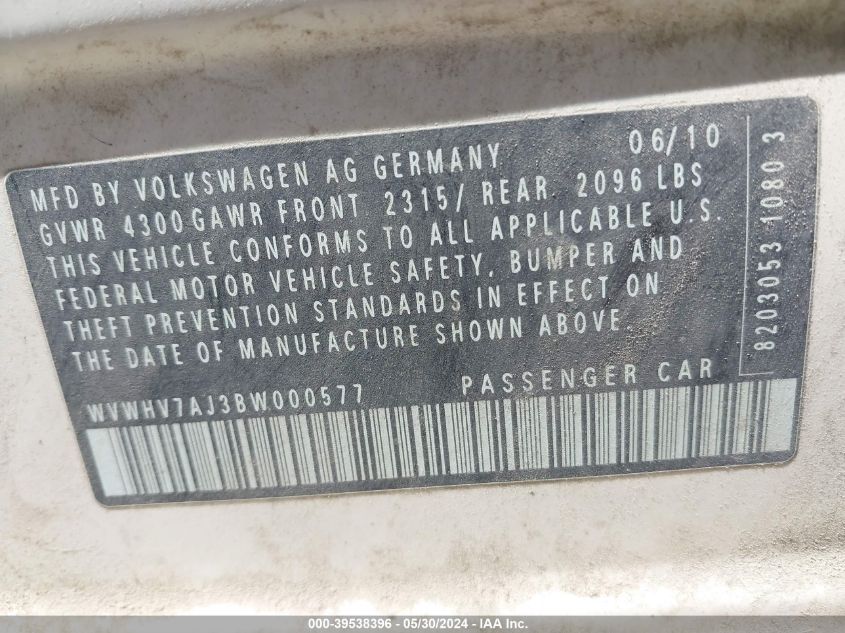 06/10
MFD BY VOLKSWAGEN AG GERMANY
GVWR 4300 GAWR FRONT 2315/ REAR 2096 LBS
THIS VEHICLE CONFORMS TO ALL APPLICABLE U.S.
FEDERAL MOTOR VEHICLE SAFETY, BUMPER AND
THEFT PREVENTION STANDARDS IN EFFECT ON
THE DATE OF MANUFACTURE SHOWN ABOVE.
WVWHV7AJ3BW000577 PASSENGER CAR
8203053 1080 3
000-39538396 - 05/30/2024 - IAA Inc.